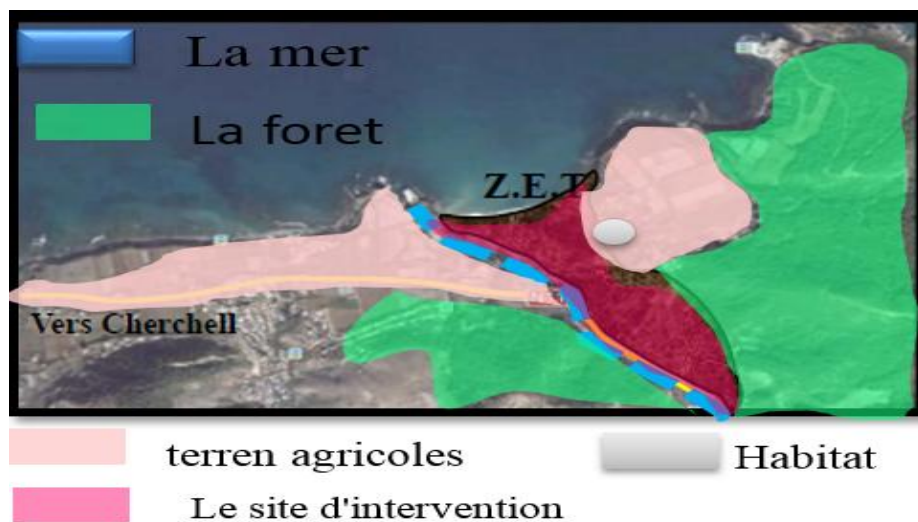 La mer
La foret
Z.E.T
Vers Cherchell
terren agricoles
Habitat
Le site d'intervention